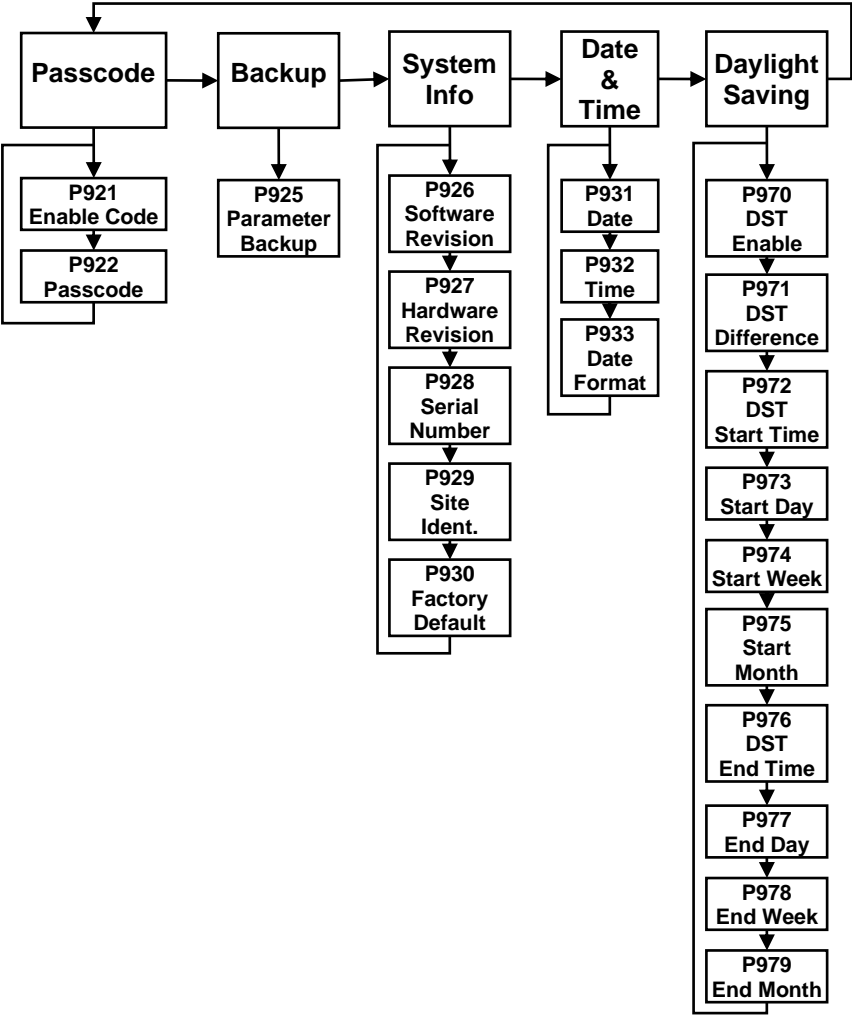 Passcode
Backup
System
Info
Date
&
Time
Daylight
Saving
P921
Enable Code
P922
Passcode
P925
Parameter
Backup
P926
Software
Revision
P927
Hardware
Revision
P928
Serial
Number
P929
Site
Ident.
P930
Factory
Default
P931
Date
P932
Time
P933
Date
Format
P970
DST
Enable
P971
DST
Difference
P972
DST
Start Time
P973
Start Day
P974
Start Week
P975
Start
Month
P976
DST
End Time
P977
End Day
P978
End Week
P979
End Month